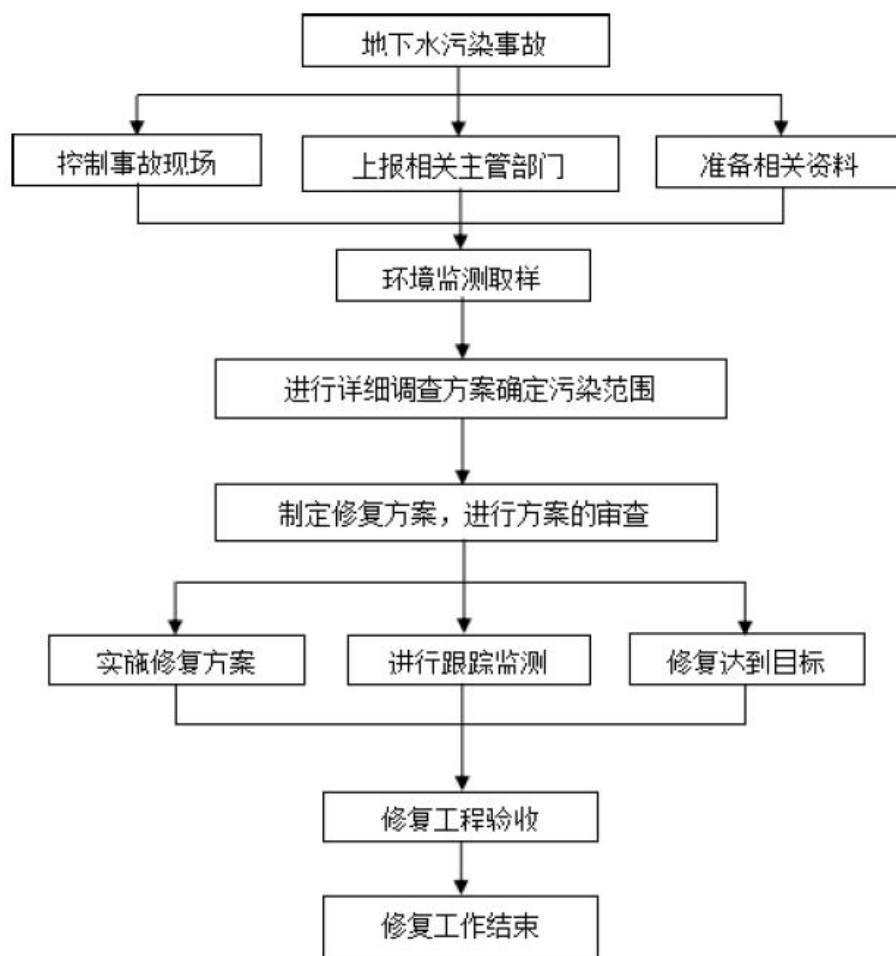 地下水污染事故
控制事故现场
上报相关主管部门
准备相关资料
环境监测取样
进行详细调查方案确定污染范围
制定修复方案，进行方案的审查
实施修复方案
进行跟踪监测
修复达到目标
修复工程验收
修复工作结束